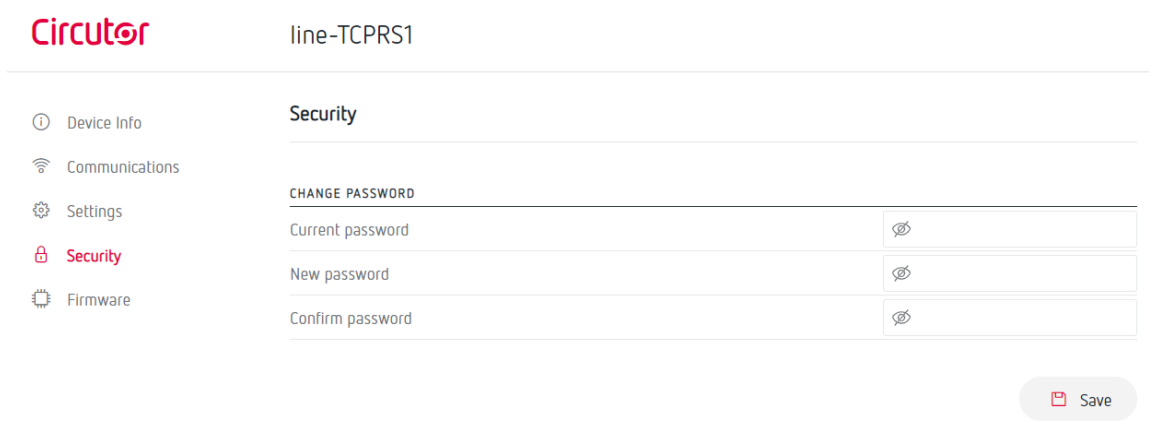 Circutor
line-TCPRS1
Device Info
Communications
Settings
Security
Firmware
Security
CHANGE PASSWORD
Current password
New password
Confirm password
Save